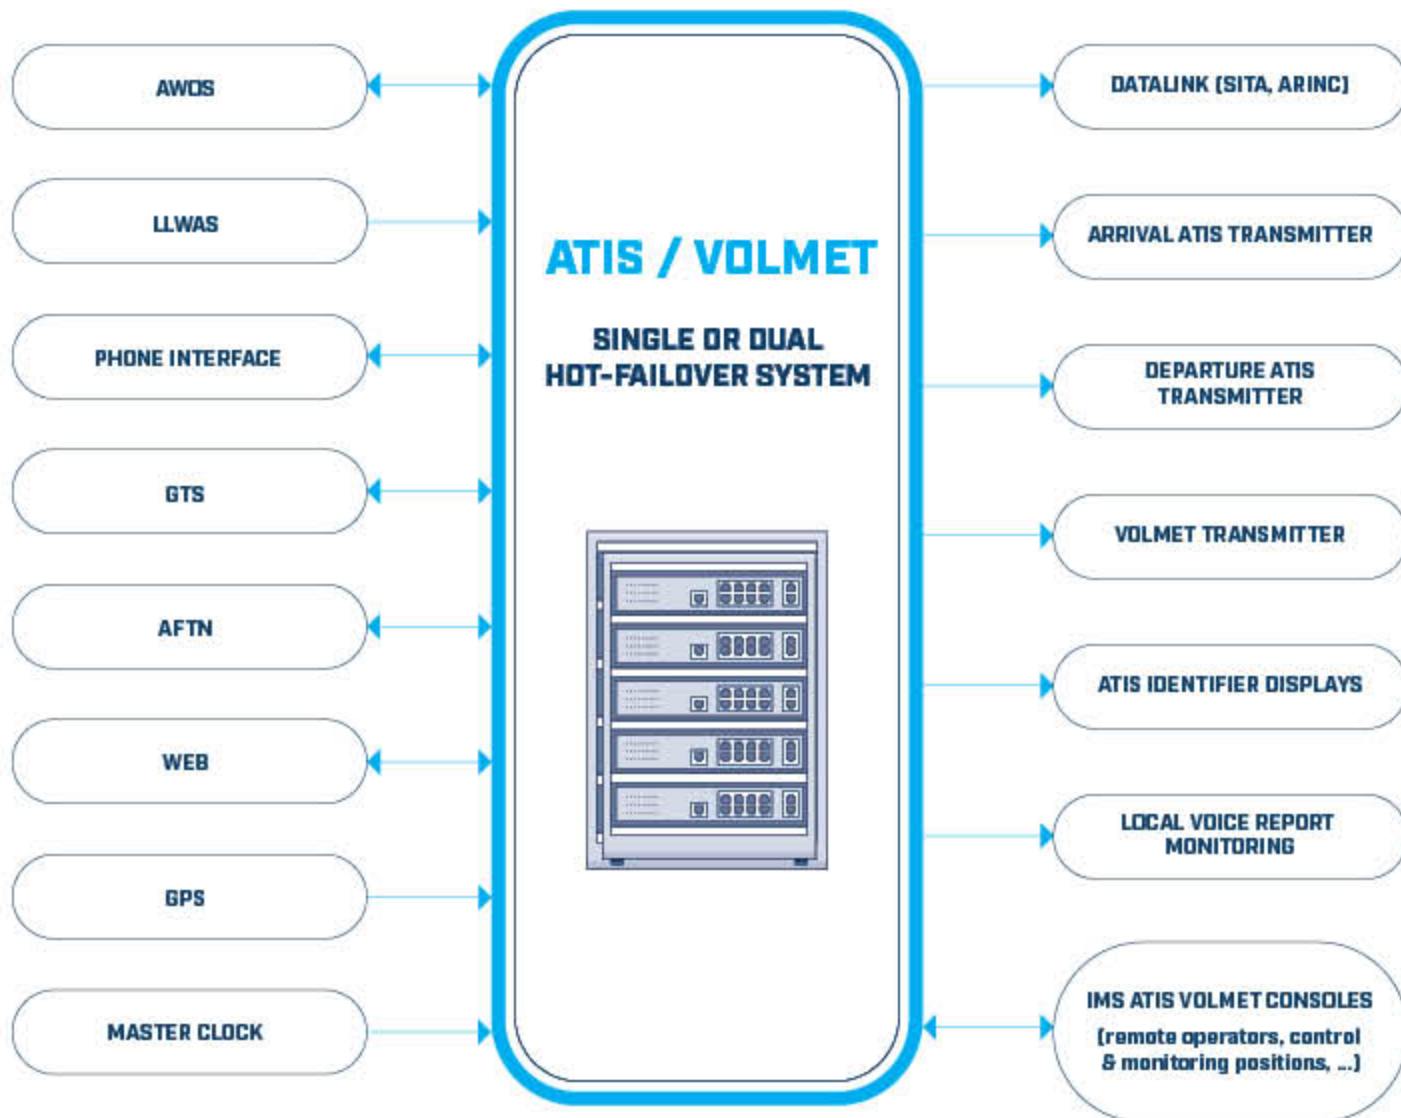 AWOS
LLWAS
PHONE INTERFACE
GTS
AFTN
WEB
GPS
MASTER CLOCK
ATIS / VOLMET
SINGLE OR DUAL
HOT-FAILOVER SYSTEM
DATALINK (SITA, ARINC)
ARRIVAL ATIS TRANSMITTER
DEPARTURE ATIS
TRANSMITTER
VOLMET TRANSMITTER
ATIS IDENTIFIER DISPLAYS
LOCAL VOICE REPORT
MONITORING
IMS ATIS VOLMET CONSOLES
(remote operators, control
& monitoring positions, ...)